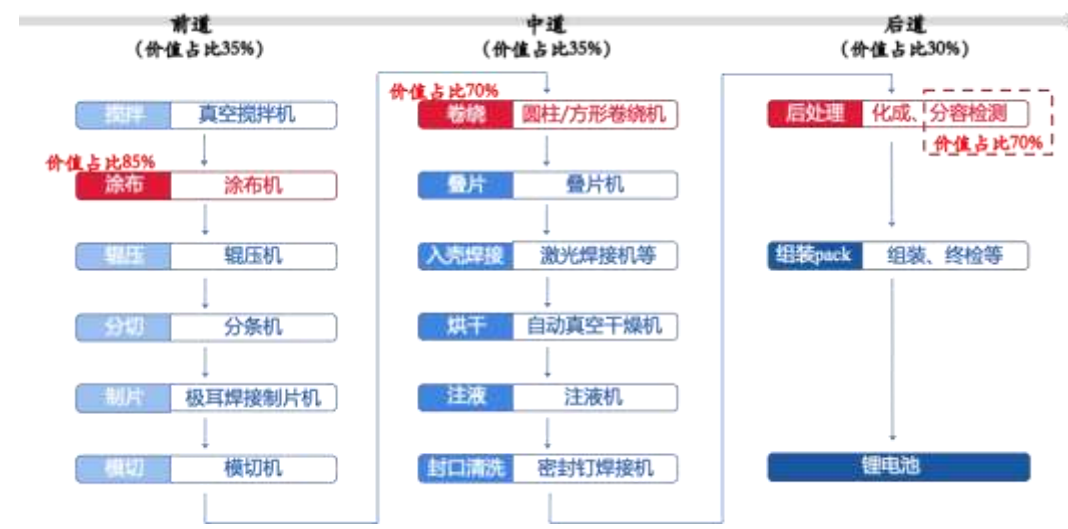 前道
（价值占比35%）
搅拌 真空搅拌机
价值占比85%
涂布 涂布机
辊压 辊压机
分切 分条机
制片 极耳焊接制片机
模切 模切机
中道
（价值占比35%）
价值占比70%
卷绕 圆柱/方形卷绕机
叠片 叠片机
入壳焊接 激光焊接机等
烘干 自动真空干燥机
注液 注液机
封口清洗 密封钉焊接机
后道
（价值占比30%）
后处理 化成、分容检测
价值占比70%
组装pack 组装、终检等
锂电池